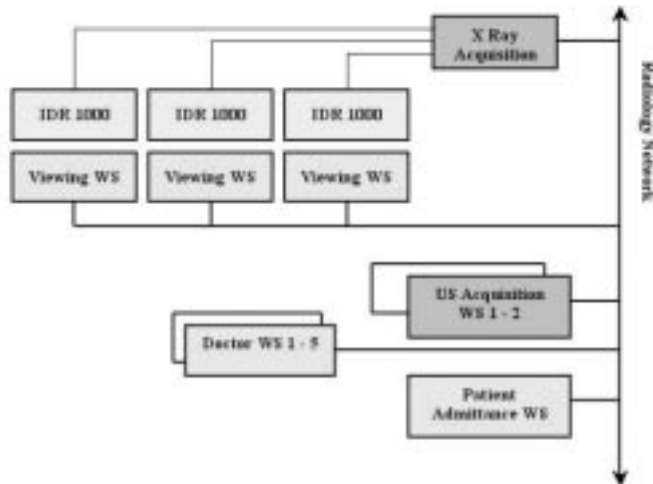 X Ray
Acquisition
Radiology Network
IDR 1000
IDR 1000
IDR 1000
Viewing WS
Viewing WS
Viewing WS
US Acquisition
WS 1 - 2
Doctor WS 1 - 5
Patient
Admittance WS